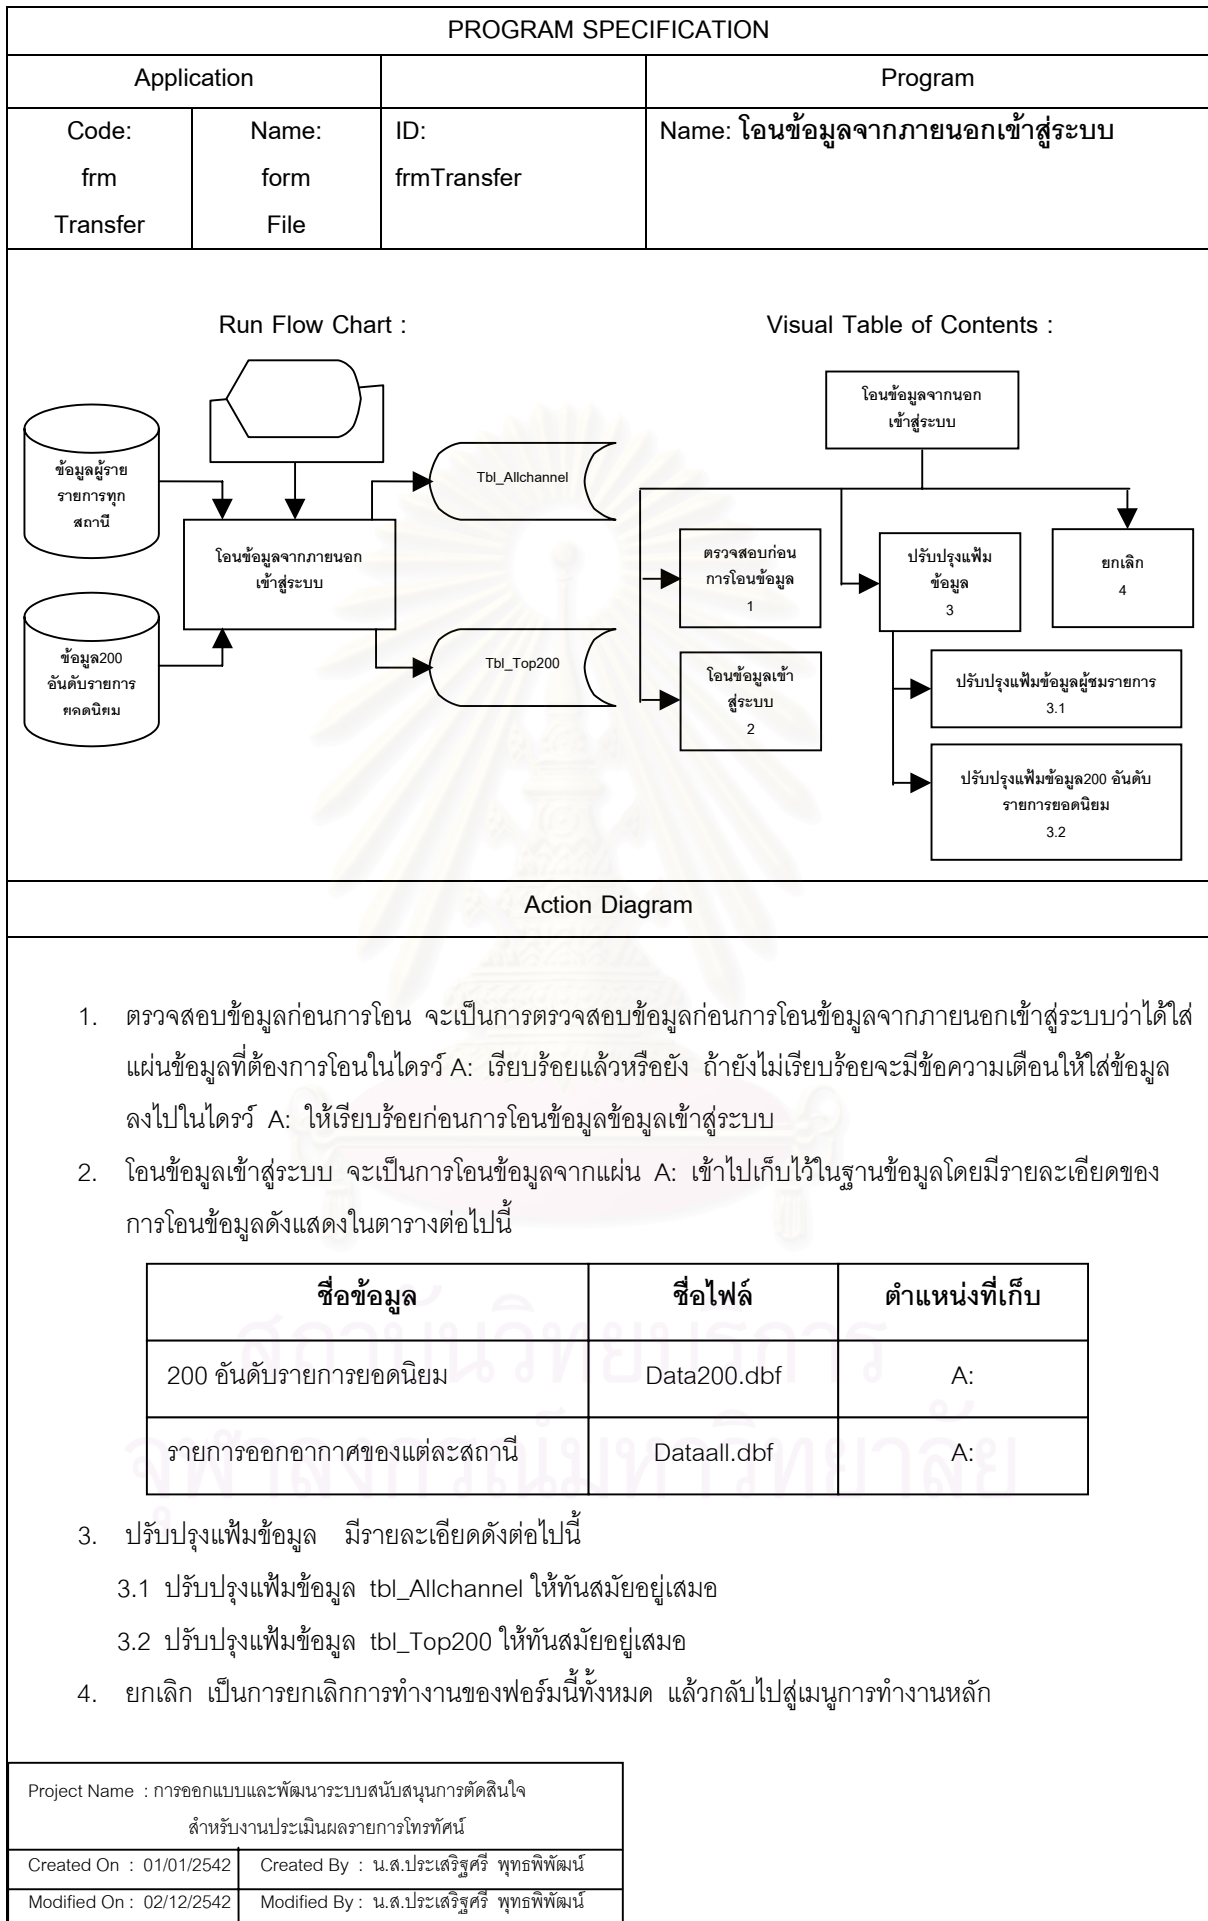 PROGRAM SPECIFICATION
Application
Program
Code:
frm
Transfer
Name:
form
File
ID:
frmTransfer
Name: โอนข้อมูลจากภายนอกเข้าสู่ระบบ
Run Flow Chart :
ข้อมูลผู้ราย
รายการทุก
สถานี
ข้อมูล200
อันดับรายการ
ยอดนิยม
โอนข้อมูลจากภายนอก
เข้าสู่ระบบ
Tbl_Allchannel
Tbl_Top200
Visual Table of Contents :
โอนข้อมูลจากนอก
เข้าสู่ระบบ
ตรวจสอบก่อน
การโอนข้อมูล
1
โอนข้อมูลเข้า
สู่ระบบ
2
ปรับปรุงแฟ้ม
ข้อมูล
3
ยกเลิก
4
ปรับปรุงแฟ้มข้อมูลผู้ชมรายการ
3.1
ปรับปรุงแฟ้มข้อมูล200 อันดับ
รายการยอดนิยม
3.2
Action Diagram
1. ตรวจสอบข้อมูลก่อนการโอน จะเป็นการตรวจสอบข้อมูลก่อนการโอนข้อมูลจากภายนอกเข้าสู่ระบบว่าได้ใส่
แผ่นข้อมูลที่ต้องการโอนในไดรว์ A: เรียบร้อยแล้วหรือยัง ถ้ายังไม่เรียบร้อยจะมีข้อความเตือนให้ใส่ข้อมูล
ลงไปในไดรว์ A: ให้เรียบร้อยก่อนการโอนข้อมูลข้อมูลเข้าสู่ระบบ
2. โอนข้อมูลเข้าสู่ระบบ จะเป็นการโอนข้อมูลจากแผ่น A: เข้าไปเก็บไว้ในฐานข้อมูลโดยมีรายละเอียดของ
การโอนข้อมูลดังแสดงในตารางต่อไปนี้
ชื่อข้อมูล ชื่อไฟล์ ตำแหน่งที่เก็บ
200 อันดับรายการยอดนิยม Data200.dbf A:
รายการออกอากาศของแต่ละสถานี Dataall.dbf A:
3. ปรับปรุงแฟ้มข้อมูล มีรายละเอียดดังต่อไปนี้
3.1 ปรับปรุงแฟ้มข้อมูล tbl_Allchannel ให้ทันสมัยอยู่เสมอ
3.2 ปรับปรุงแฟ้มข้อมูล tbl_Top200 ให้ทันสมัยอยู่เสมอ
4. ยกเลิก เป็นการยกเลิกการทำงานของฟอร์มนี้ทั้งหมด แล้วกลับไปสู่เมนูการทำงานหลัก
สถาบันวิทยบริการ
จุฬาลงกรณ์มหาวิทยาลัย
Project Name : การออกแบบและพัฒนาระบบสนับสนุนการตัดสินใจ
สำหรับงานประเมินผลรายการโทรทัศน์
Created On : 01/01/2542 Created By : น.ส.ประเสริฐศรี พุทธพิพัฒน์
Modified On : 02/12/2542 Modified By : น.ส.ประเสริฐศรี พุทธพิพัฒน์